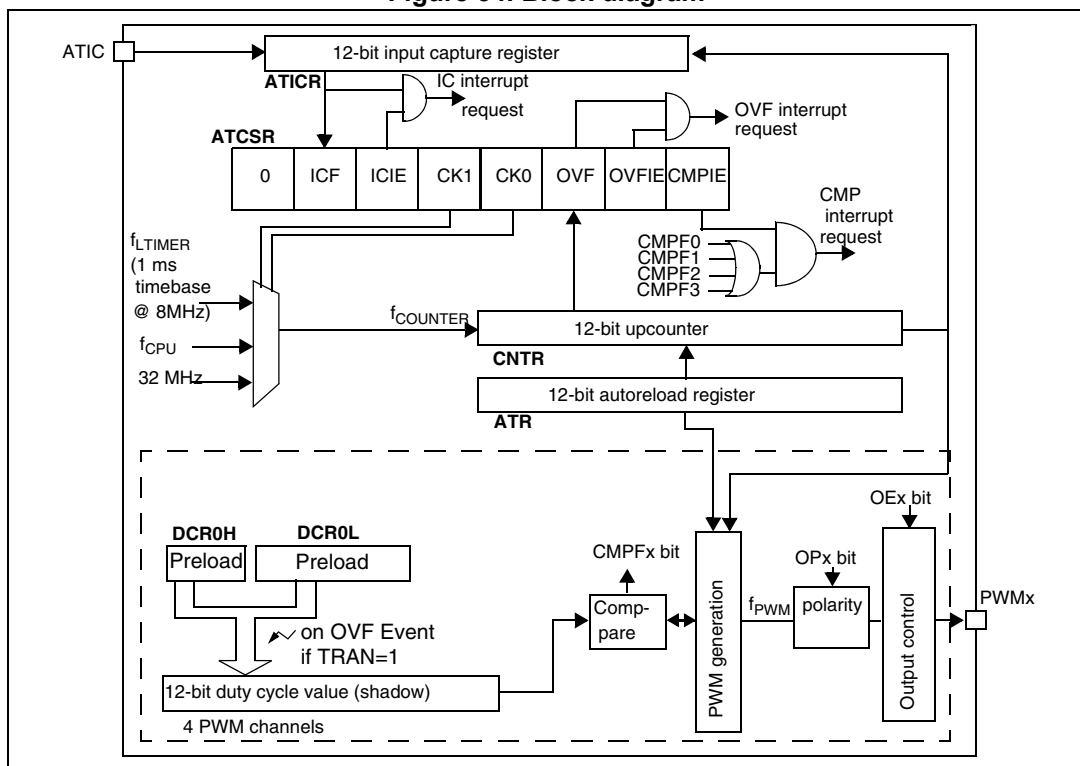 Figure 34. Block diagram
ATIC
12-bit input capture register
ATICR
IC interrupt
request
OVF interrupt
request
ATCSR
0 ICF ICIE CK1 CK0 OVF OVFIE CMPIE
CMP
interrupt
request
CMPF0
CMPF1
CMPF2
CMPF3
fLTIMER
(1 ms
timebase
@ 8MHz)
fCPU
32 MHz
fCOUNTER
12-bit upcounter
CNTR
12-bit autoreload register
ATR
OEx bit
DCR0H
DCR0L
Preload
Preload
CMPFx bit
OPx bit
PWMx
Comp-
pare
PWM generation
fPWM
polarity
Output control
on OVF Event
if TRAN=1
12-bit duty cycle value (shadow)
4 PWM channels